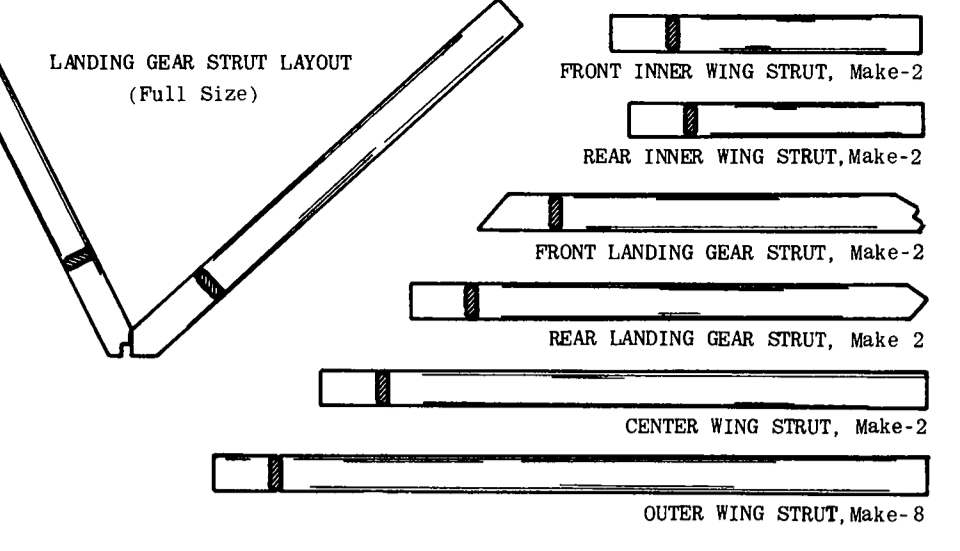 LANDING GEAR STRUT LAYOUT
(Full Size)
FRONT INNER WING STRUT, Make-2
REAR INNER WING STRUT, Make-2
FRONT LANDING GEAR STRUT, Make-2
REAR LANDING GEAR STRUT, Make 2
CENTER WING STRUT, Make-2
OUTER WING STRUT, Make-8